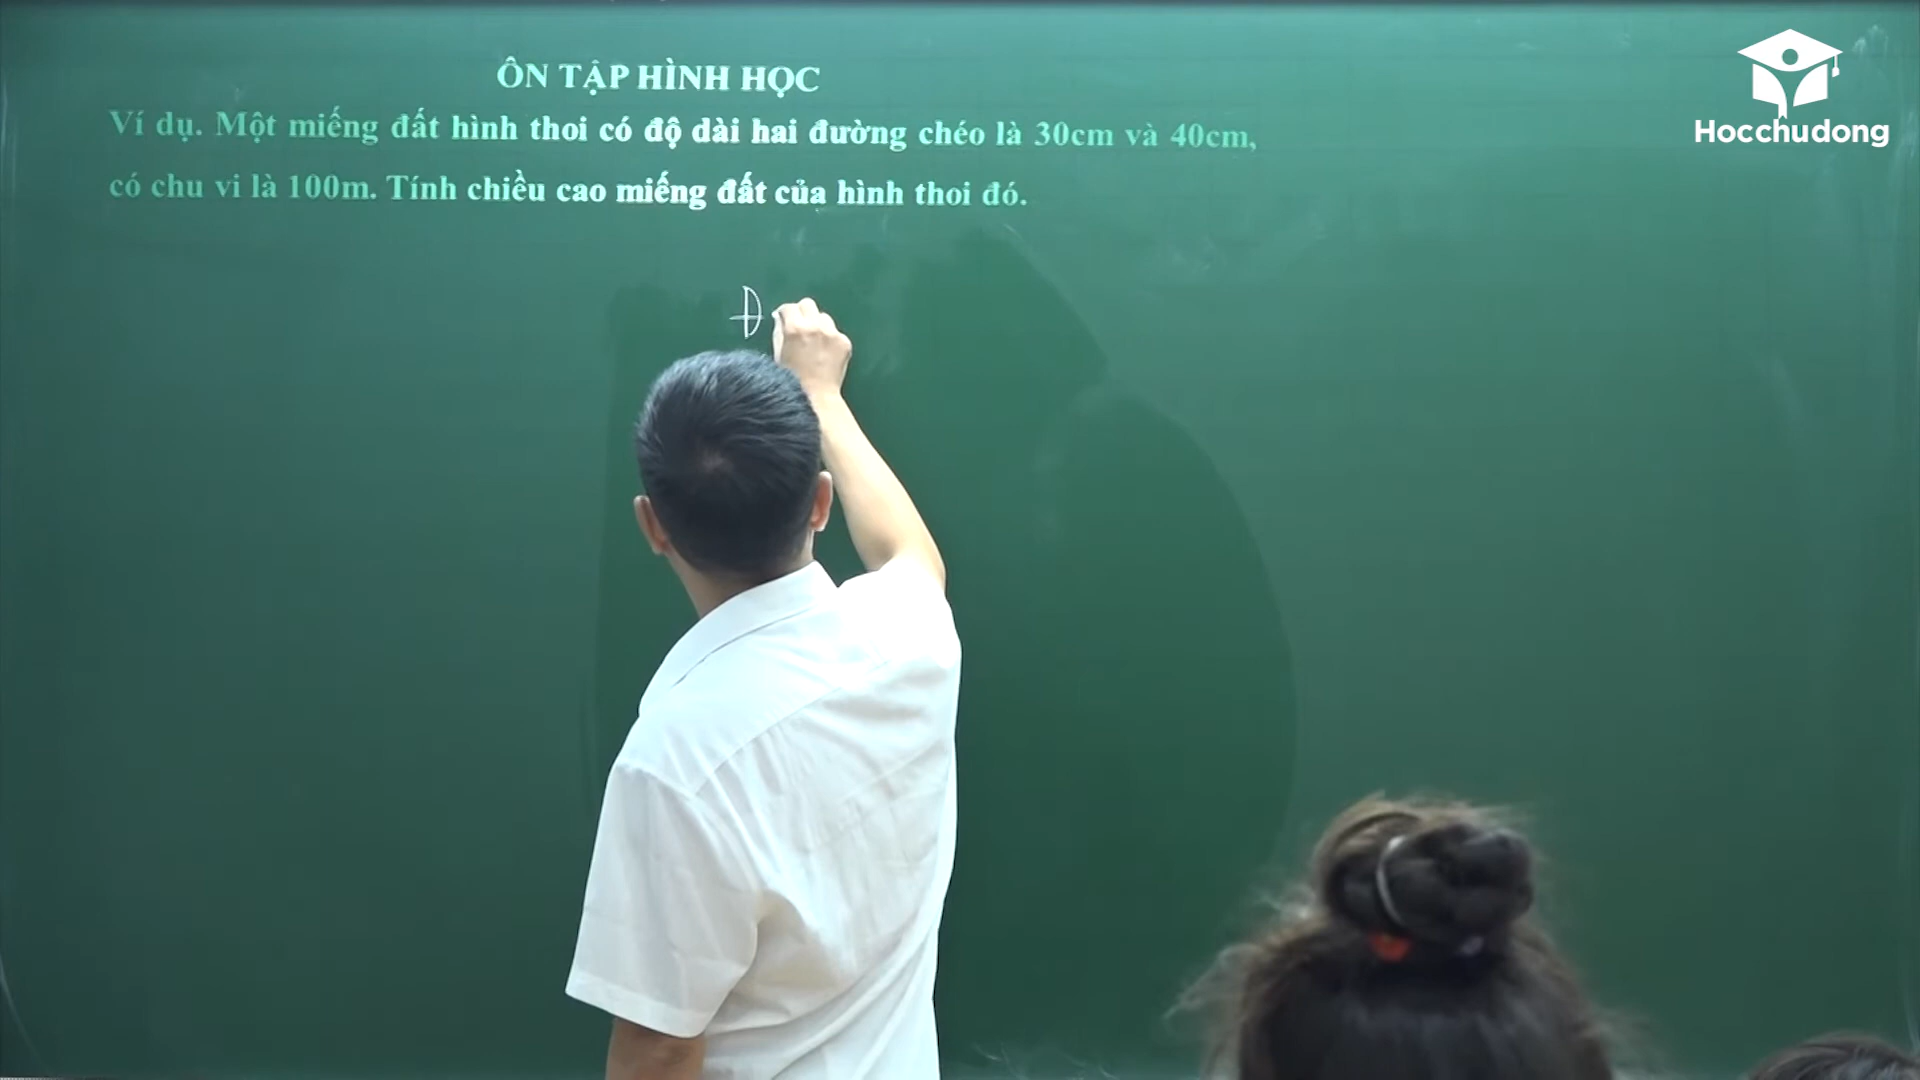 ÔN TẬP HÌNH HỌC
Ví dụ. Một miếng đất hình thoi có độ dài hai đường chéo là 30cm và 40cm,
có chu vi là 100m. Tính chiều cao miếng đất của hình thoi đó.
Đ
Hocchudong